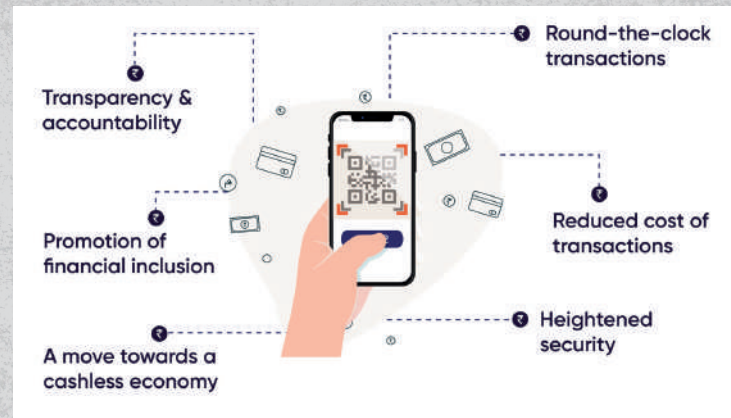 Transparency &
accountability
Promotion of
financial inclusion
A move towards a
cashless economy
Round-the-clock
transactions
Reduced cost of
transactions
Heightened
security